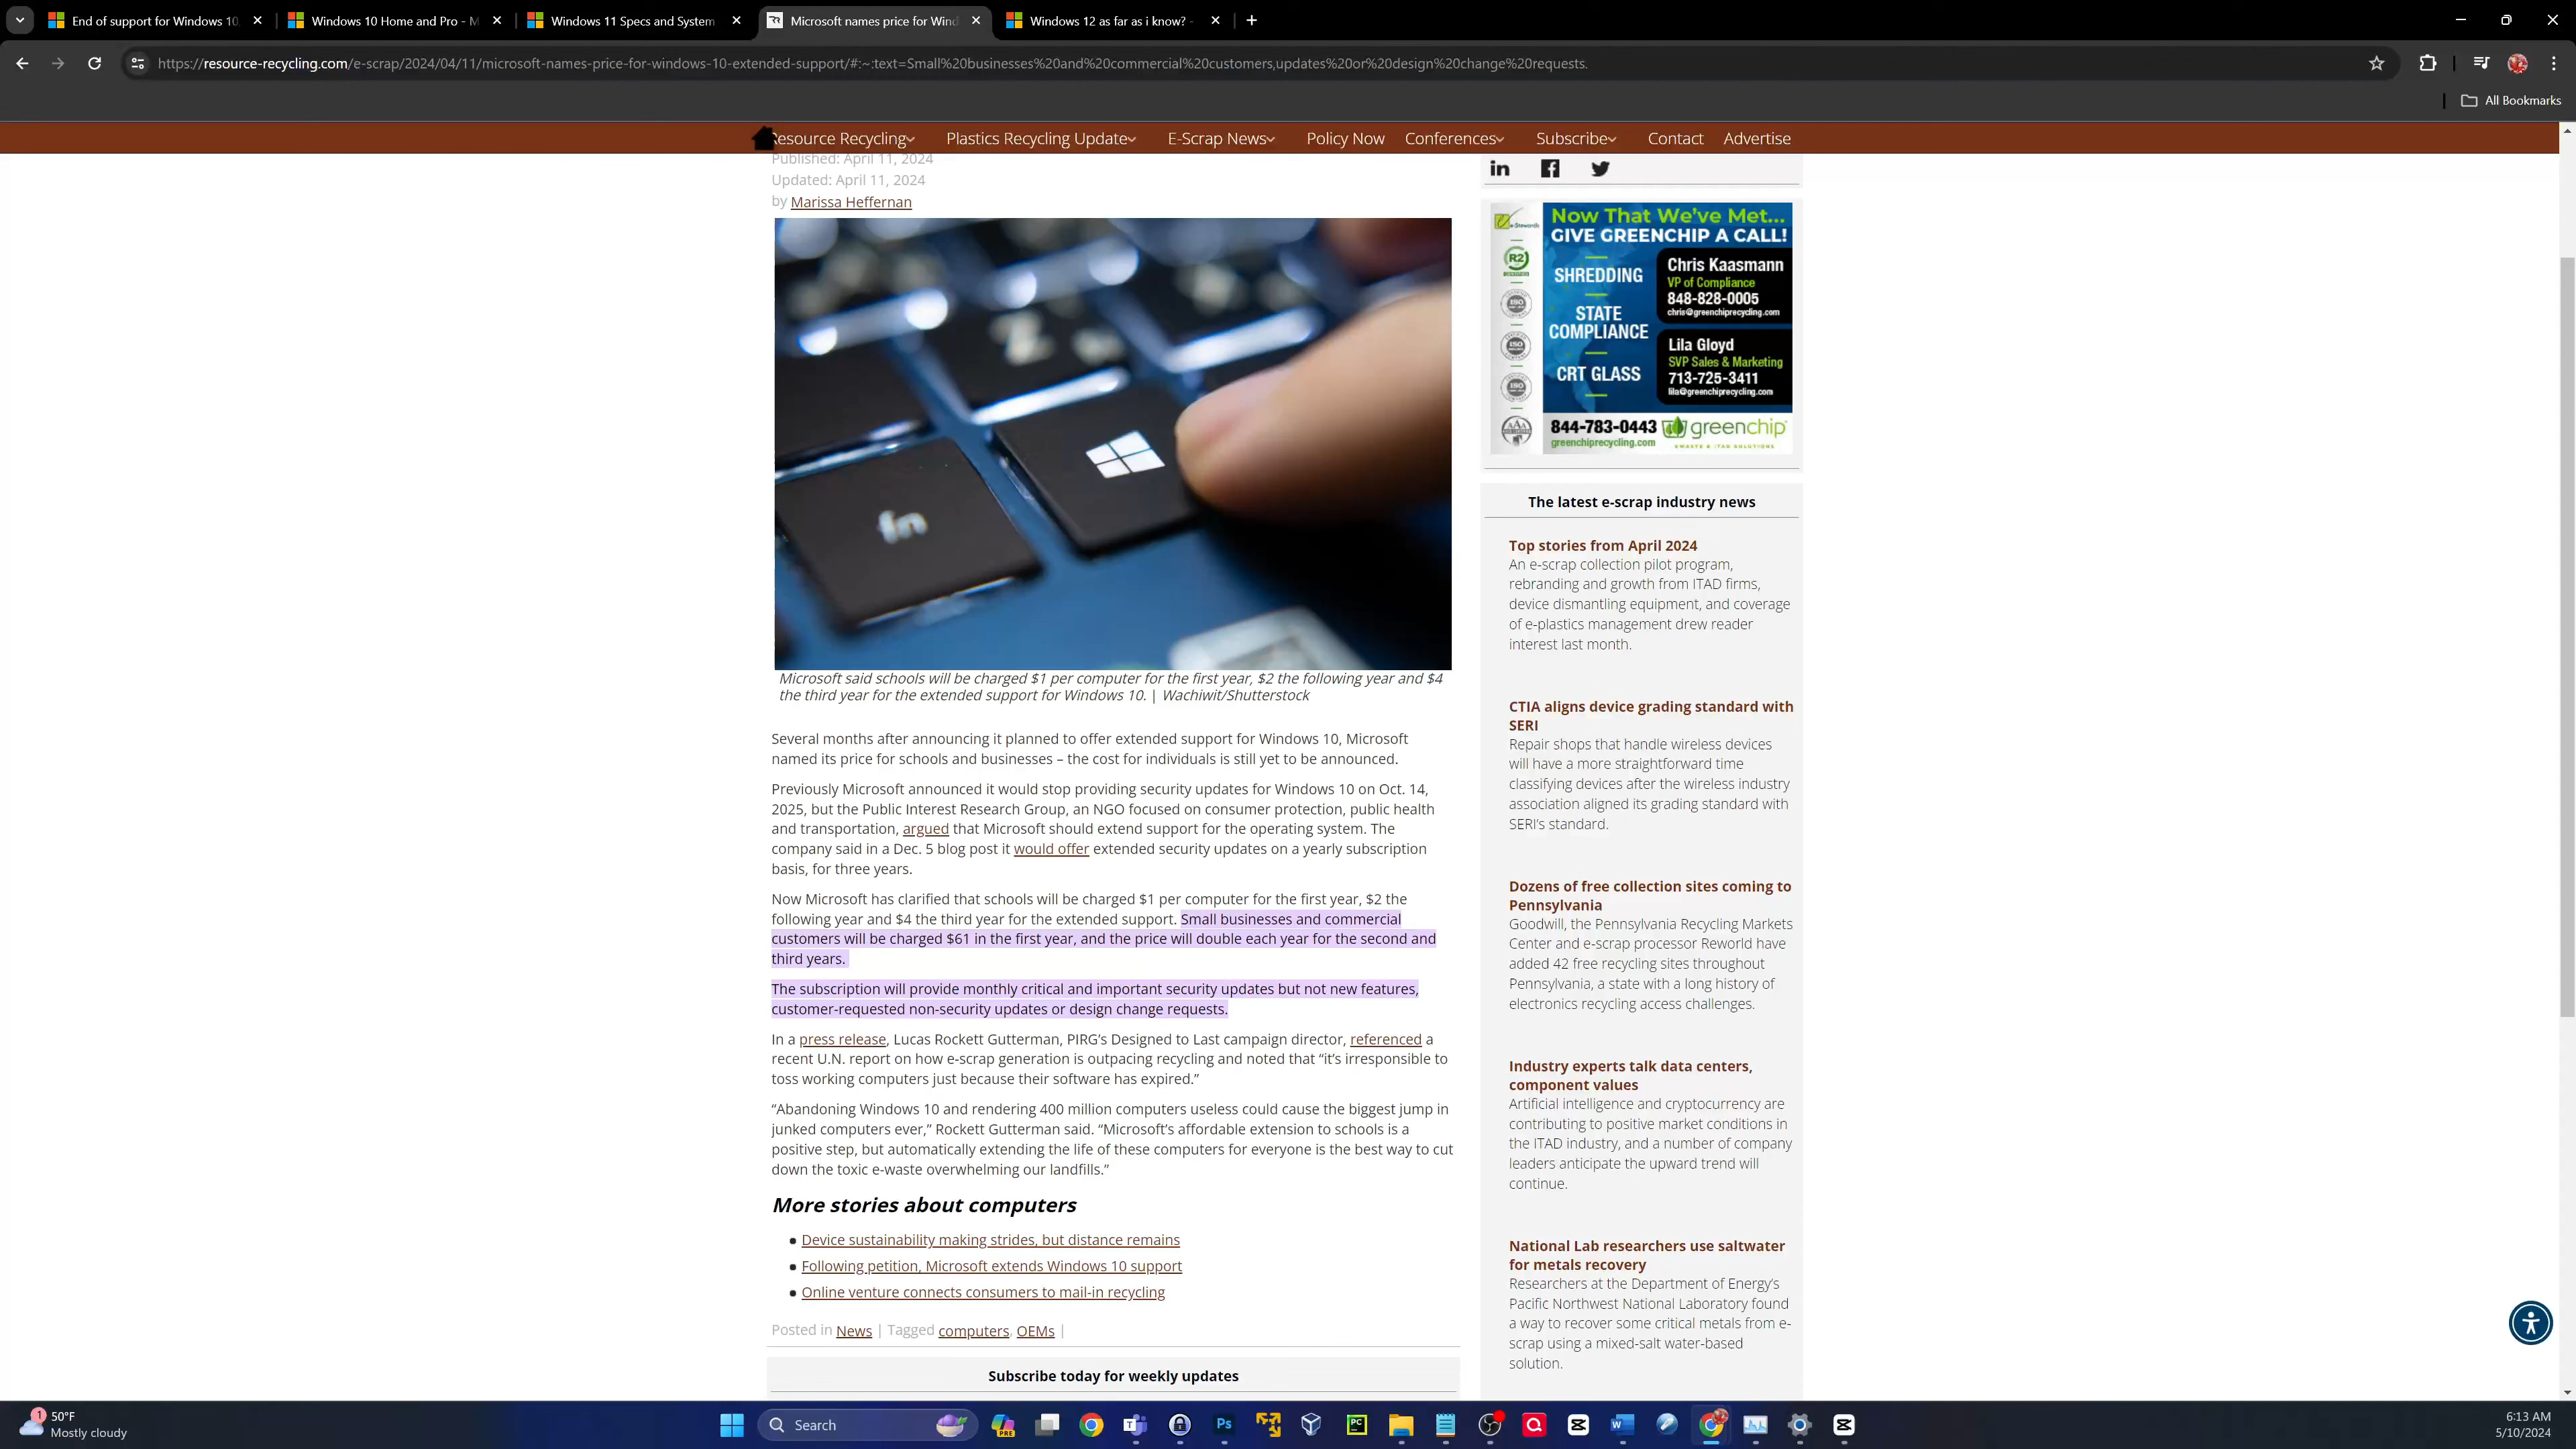 End of support for Windows 10,
Windows 10 Home and Pro - M
Windows 11 Specs and System
Microsoft names price for Wind
Windows 12 as far as i know? -
https://resource-recycling.com/e-scrap/2024/04/11/microsoft-names-price-for-windows-10-extended-support/#:~:text=Small%20businesses%20and%20commercial%20customers,updates%20or%20design%20change%20requests.
All Bookmarks
Resource Recycling
Plastics Recycling Update
E-Scrap News
Policy Now
Conferences
Subscribe
Contact
Advertise
Published: April 11, 2024
Updated: April 11, 2024
by Marissa Heffernan
fn
Microsoft said schools will be charged $1 per computer for the first year, $2 the following year and $4
the third year for the extended support for Windows 10. | Wachiwit/Shutterstock
Several months after announcing it planned to offer extended support for Windows 10, Microsoft
named its price for schools and businesses – the cost for individuals is still yet to be announced.
Previously Microsoft announced it would stop providing security updates for Windows 10 on Oct. 14,
2025, but the Public Interest Research Group, an NGO focused on consumer protection, public health
and transportation, argued that Microsoft should extend support for the operating system. The
company said in a Dec. 5 blog post it would offer extended security updates on a yearly subscription
basis, for three years.
Now Microsoft has clarified that schools will be charged $1 per computer for the first year, $2 the
following year and $4 the third year for the extended support. Small businesses and commercial
customers will be charged $61 in the first year, and the price will double each year for the second and
third years.
The subscription will provide monthly critical and important security updates but not new features,
customer-requested non-security updates or design change requests.
In a press release, Lucas Rockett Gutterman, PIRG's Designed to Last campaign director, referenced a
recent U.N. report on how e-scrap generation is outpacing recycling and noted that “it's irresponsible to
toss working computers just because their software has expired.”
“Abandoning Windows 10 and rendering 400 million computers useless could cause the biggest jump in
junked computers ever,” Rockett Gutterman said. “Microsoft's affordable extension to schools is a
positive step, but automatically extending the life of these computers for everyone is the best way to cut
down the toxic e-waste overwhelming our landfills.”
More stories about computers
Device sustainability making strides, but distance remains
Following petition, Microsoft extends Windows 10 support
Online venture connects consumers to mail-in recycling
Posted in News | Tagged computers, OEMs |
Subscribe today for weekly updates
in
e-Stewards
R2
ISO
ISO
ISO
Now That We've Met...
GIVE GREENCHIP A CALL!
SHREDDING
STATE
COMPLIANCE
CRT GLASS
Chris Kaasmann
VP of Compliance
848-828-0005
chris@greenchiprecycling.com
Lila Gloyd
SVP Sales & Marketing
713-725-3411
lila@greenchiprecycling.com
844-783-0443 greenchip
greenchiprecycling.com
E-WASTE & ITAD SOLUTIONS
The latest e-scrap industry news
Top stories from April 2024
An e-scrap collection pilot program,
rebranding and growth from ITAD firms,
device dismantling equipment, and coverage
of e-plastics management drew reader
interest last month.
CTIA aligns device grading standard with
SERI
Repair shops that handle wireless devices
will have a more straightforward time
classifying devices after the wireless industry
association aligned its grading standard with
SERI's standard.
Dozens of free collection sites coming to
Pennsylvania
Goodwill, the Pennsylvania Recycling Markets
Center and e-scrap processor Reworld have
added 42 free recycling sites throughout
Pennsylvania, a state with a long history of
electronics recycling access challenges.
Industry experts talk data centers,
component values
Artificial intelligence and cryptocurrency are
contributing to positive market conditions in
the ITAD industry, and a number of company
leaders anticipate the upward trend will
continue.
National Lab researchers use saltwater
for metals recovery
Researchers at the Department of Energy's
Pacific Northwest National Laboratory found
a way to recover some critical metals from e-
scrap using a mixed-salt water-based
solution.
1
50°F
Mostly cloudy
Search
PRE
Ps
PC
W
6:13 AM
5/10/2024